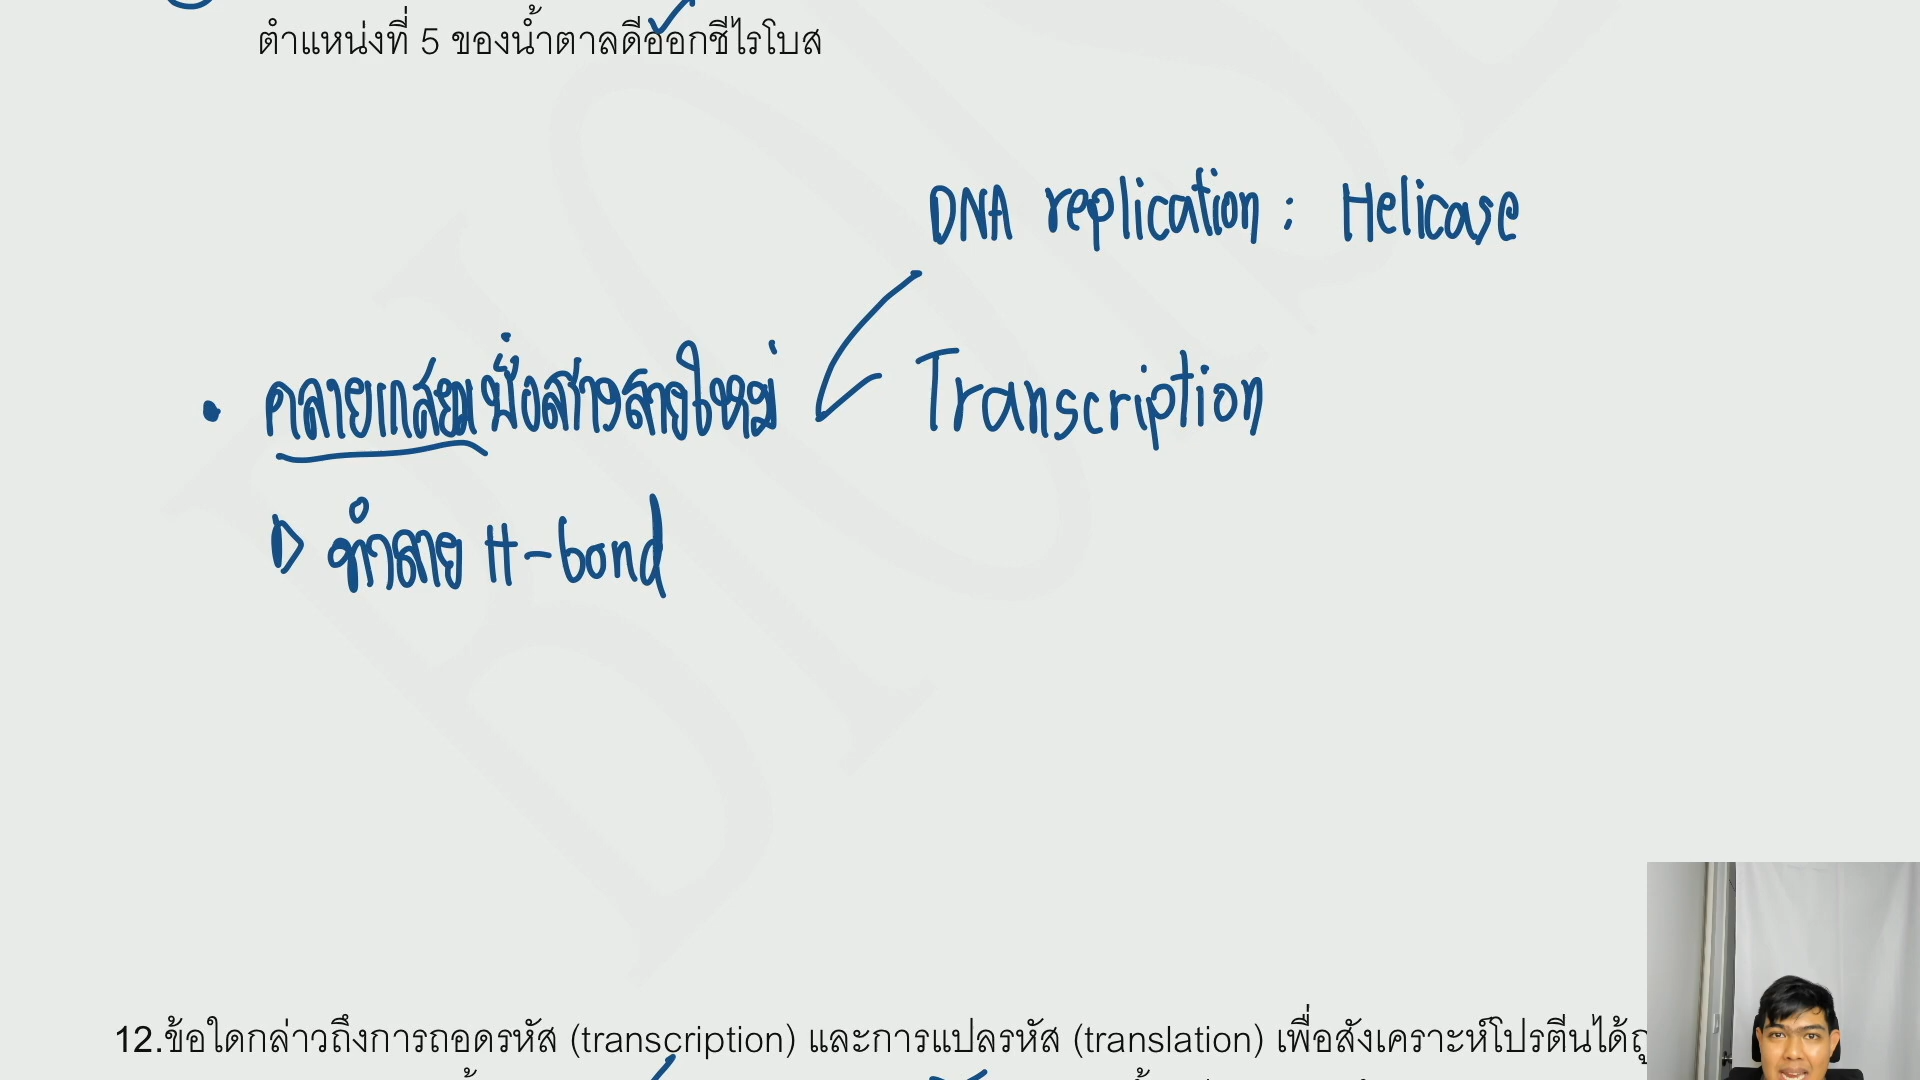 ตำแหน่งที่ 5 ของน้ำตาลดีออกซีไรโบส
DNA replication : Helicase
• คลายเกลียวเพื่อสร้างสายใหม่
Transcription
ทำลาย H-bond
12.ข้อใดกล่าวถึงการถอดรหัส (transcription) และการแปลรหัส (translation) เพื่อสังเคราะห์โปรตีนได้ถู